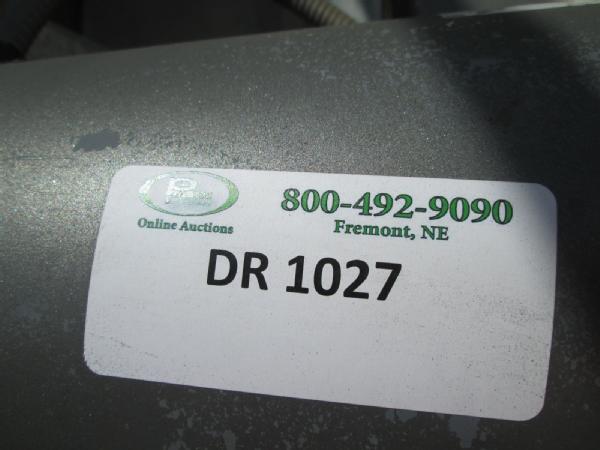 Online Auctions
800-492-9090
Fremont, NE
DR 1027